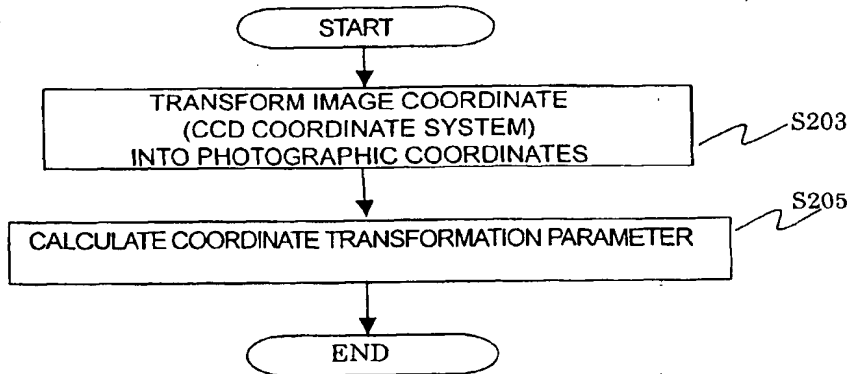 START
TRANSFORM IMAGE COORDINATE
(CCD COORDINATE SYSTEM)
INTO PHOTOGRAPHIC COORDINATES
S203
S205
CALCULATE COORDINATE TRANSFORMATION PARAMETER
END